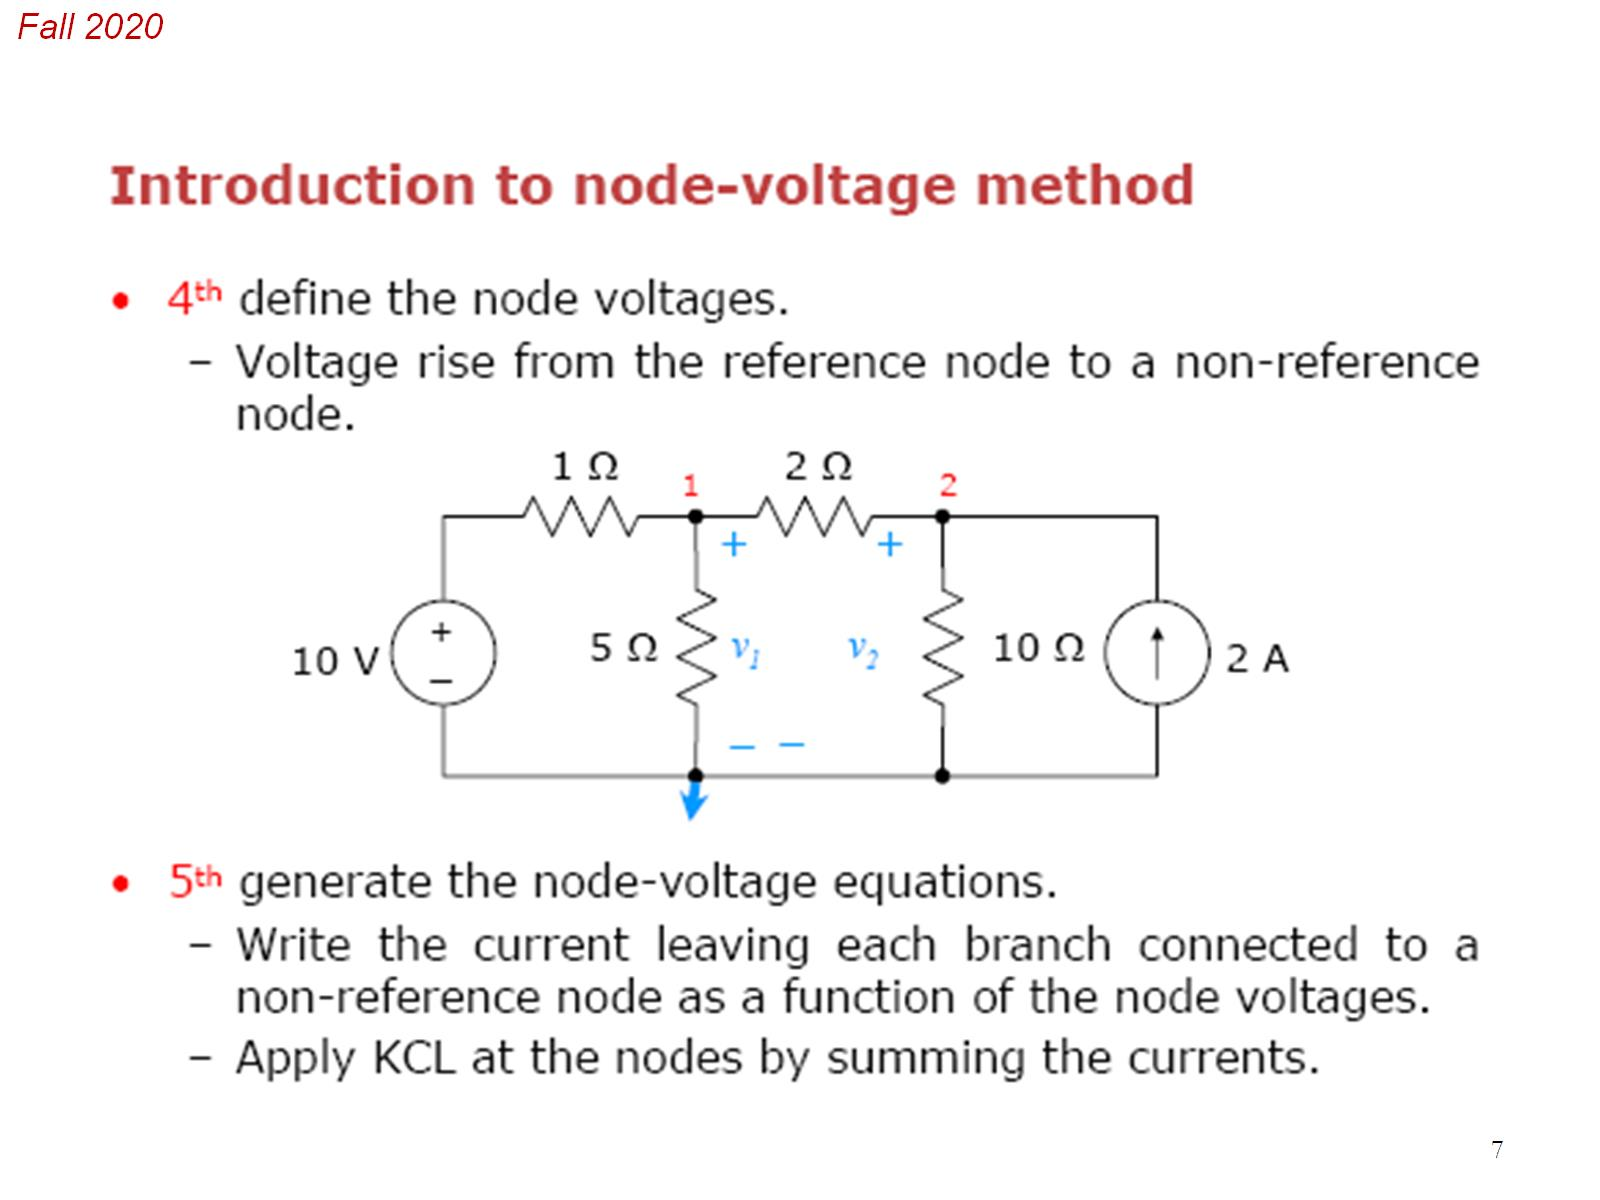 Fall 2020
Introduction to node-voltage method
• 4th define the node voltages.
– Voltage rise from the reference node to a non-reference
node.
1 Ω
1
2 Ω
2
+
+
10 V
+
–
5 Ω
v1
v2
10 Ω
2 A
– –
• 5th generate the node-voltage equations.
– Write the current leaving each branch connected to a
non-reference node as a function of the node voltages.
– Apply KCL at the nodes by summing the currents.
7